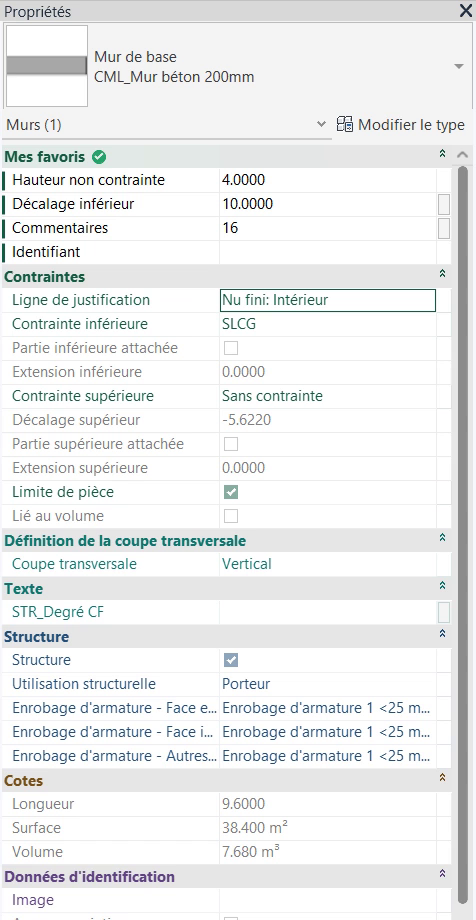 Propriétés
Mur de base
CML_Mur béton 200mm
Murs (1)
Modifier le type
Mes favoris
Hauteur non contrainte 4.0000
Décalage inférieur 10.0000
Commentaires 16
Identifiant
Contraintes
Ligne de justification Nu fini: Intérieur
Contrainte inférieure SLCG
Partie inférieure attachée
Extension inférieure 0.0000
Contrainte supérieure Sans contrainte
Décalage supérieur -5.6220
Partie supérieure attachée
Extension supérieure 0.0000
Limite de pièce
Lié au volume
Définition de la coupe transversale
Coupe transversale Vertical
Texte
STR_Degré CF
Structure
Structure
Utilisation structurelle Porteur
Enrobage d'armature - Face e... Enrobage d'armature 1 <25 m...
Enrobage d'armature - Face i... Enrobage d'armature 1 <25 m...
Enrobage d'armature - Autres... Enrobage d'armature 1 <25 m...
Cotes
Longueur 9.6000
Surface 38.400 m²
Volume 7.680 m³
Données d'identification
Image